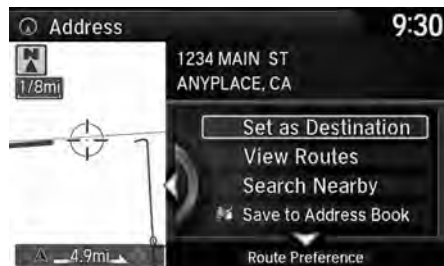 Address
9:30
N
1/8mi
1234 MAIN ST
ANYPLACE, CA
Set as Destination
View Routes
Search Nearby
Save to Address Book
4.9mi
Route Preference